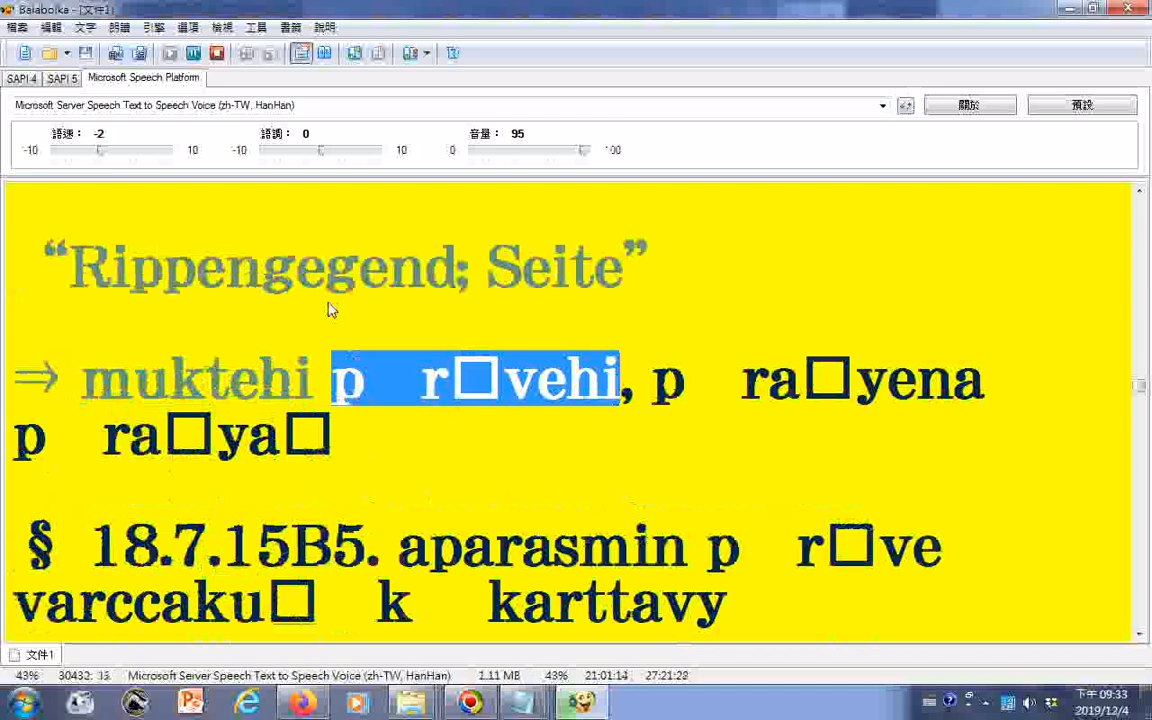 Balabolka - [文件1]
檔案 編輯 文字 朗讀 引擎 選項 檢視 工具 書籤 說明
SAPI 4 SAPI 5 Microsoft Speech Platform
Microsoft Server Speech Text to Speech Voice (zh-TW, HanHan) 關於 預設
語速： -2 語調： 0 音量： 95
-10 10 -10 10 0 100
“Rippengegend; Seite”
⇒ muktehi p r□vehi, p ra□yena
p ra□ya□
§ 18.7.15B5. aparasmin p r□ve
varccaku□ k karttavy
文件1
43% 30432: 15 Microsoft Server Speech Text to Speech Voice (zh-TW, HanHan) 1.11 MB 43% 21:01:14 27:21:28
下午 09:33
2019/12/4